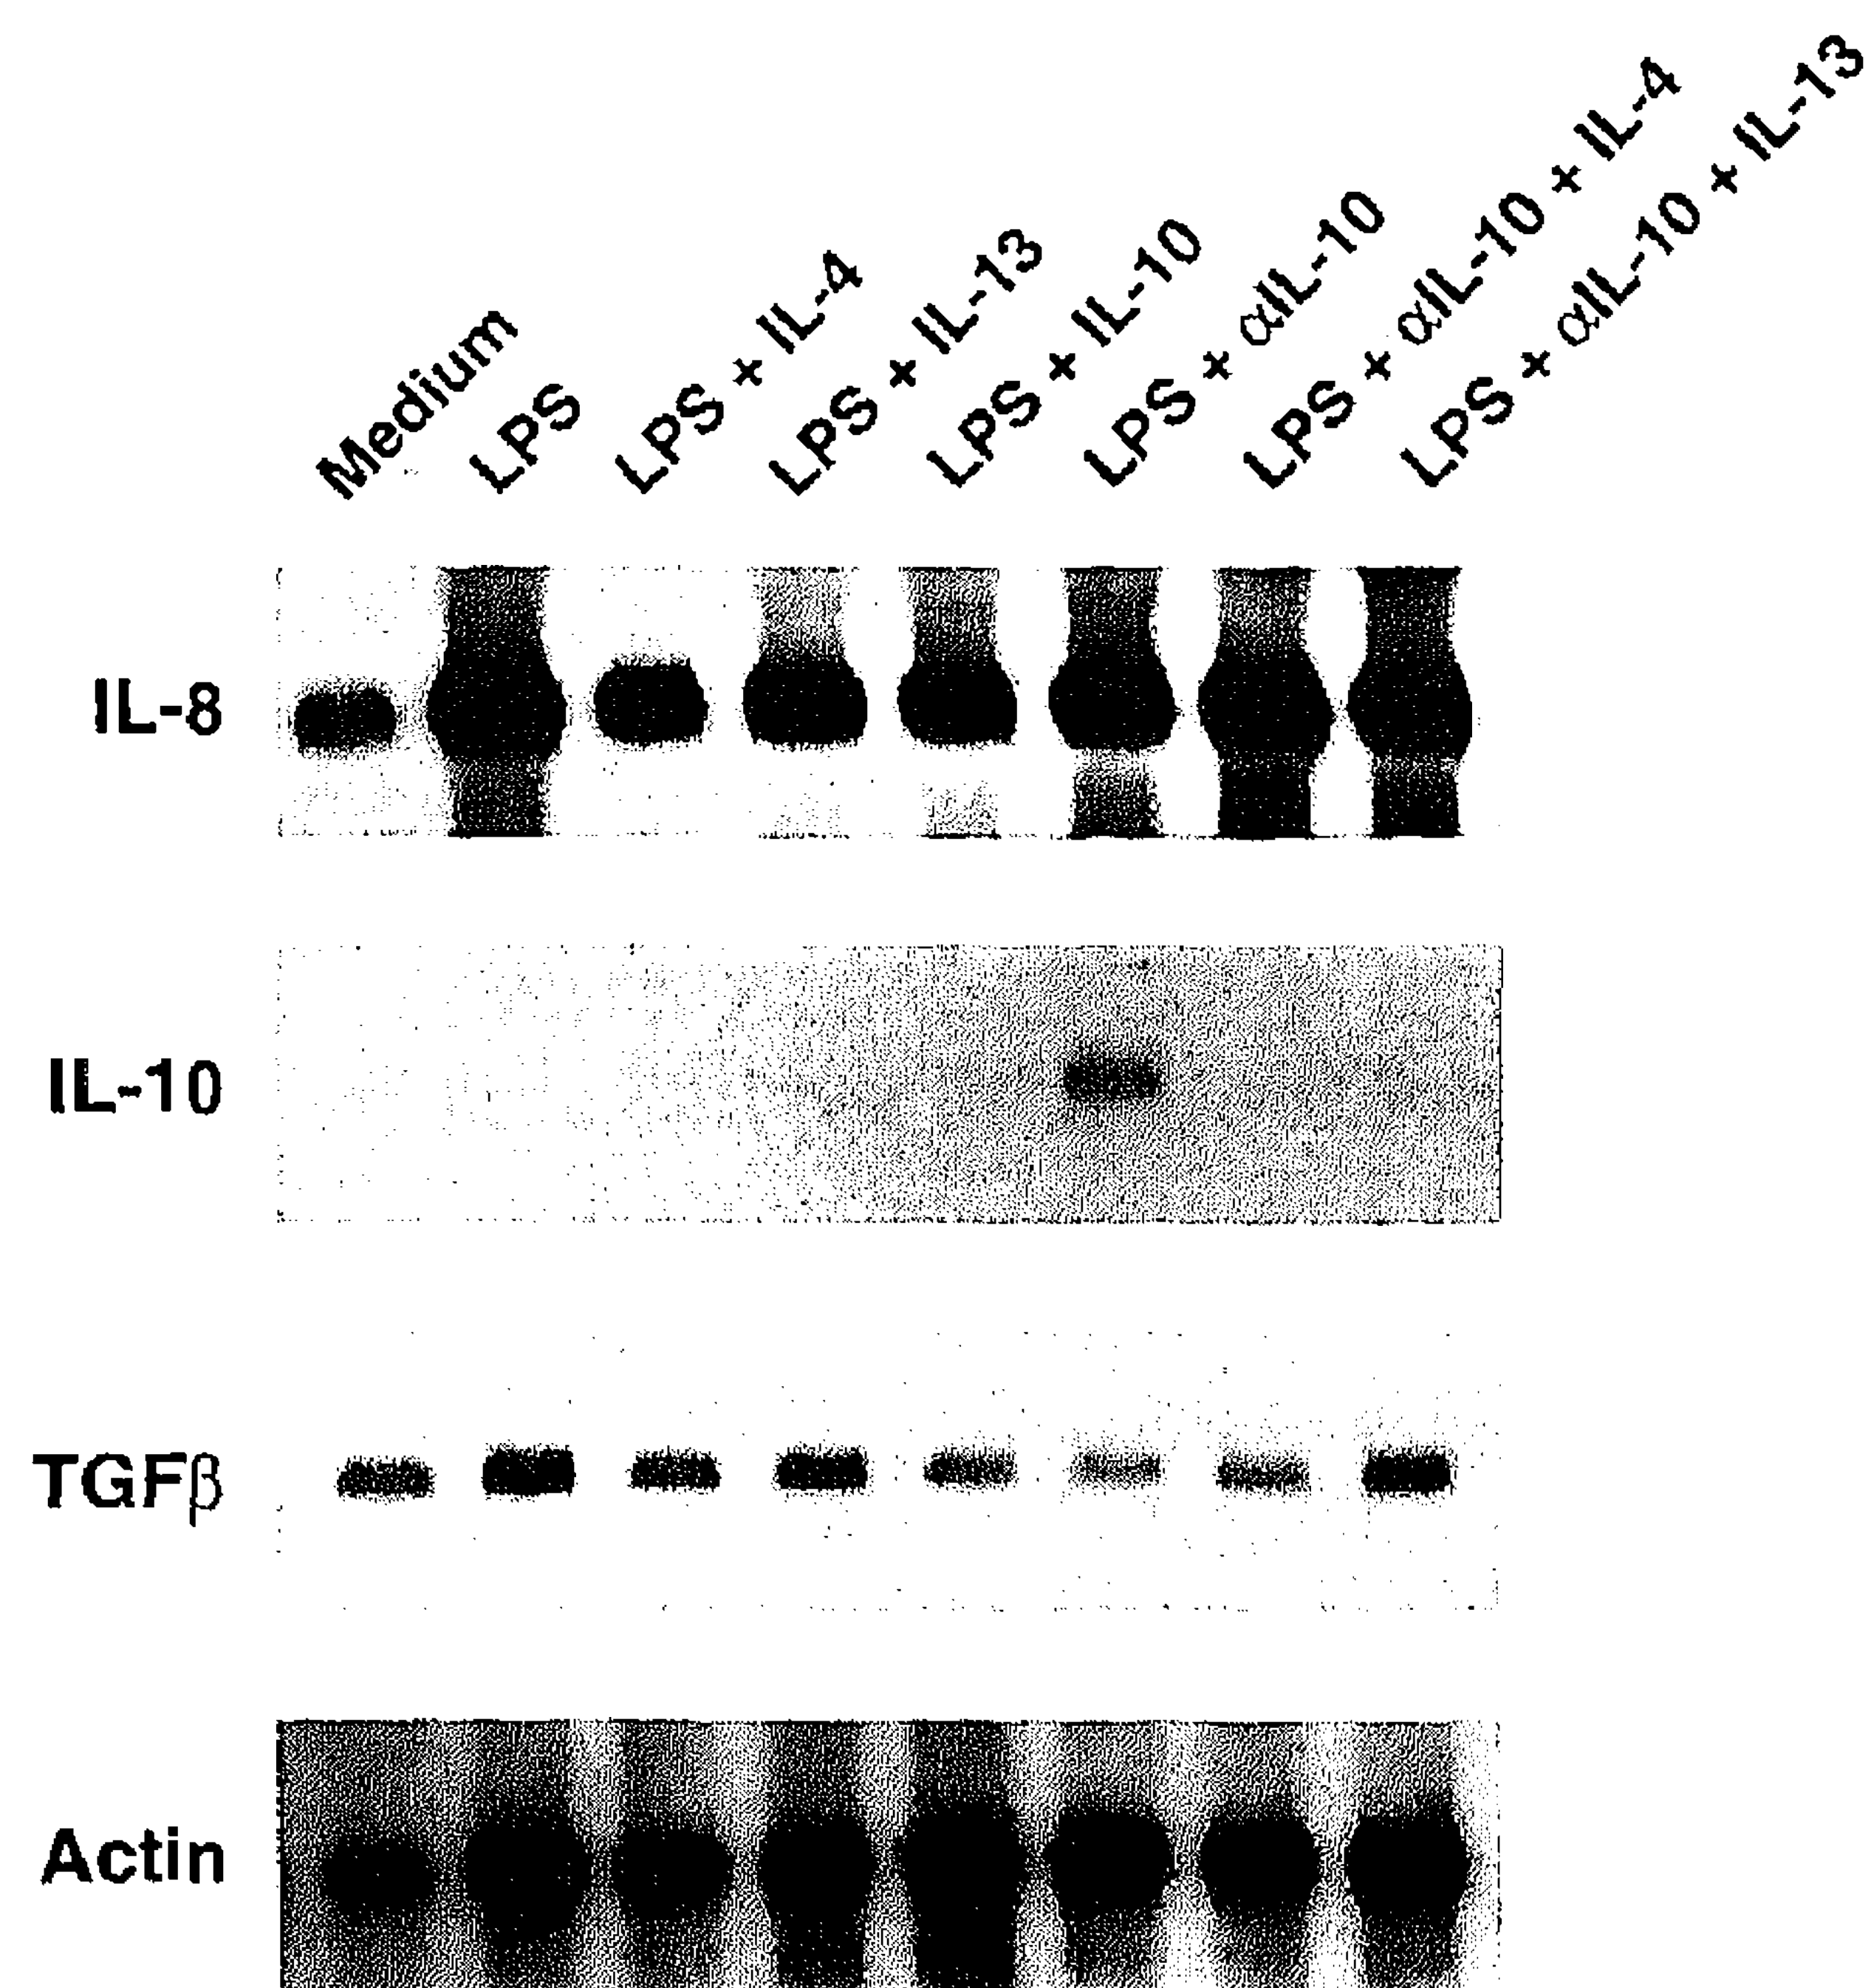 Medium
LPS
LPS + IL-4
LPS + IL-13
LPS + IL-10
LPS + αIL-10
LPS + αIL-10 + IL-4
LPS + αIL-10 + IL-13
IL-8
IL-10
TGFβ
Actin